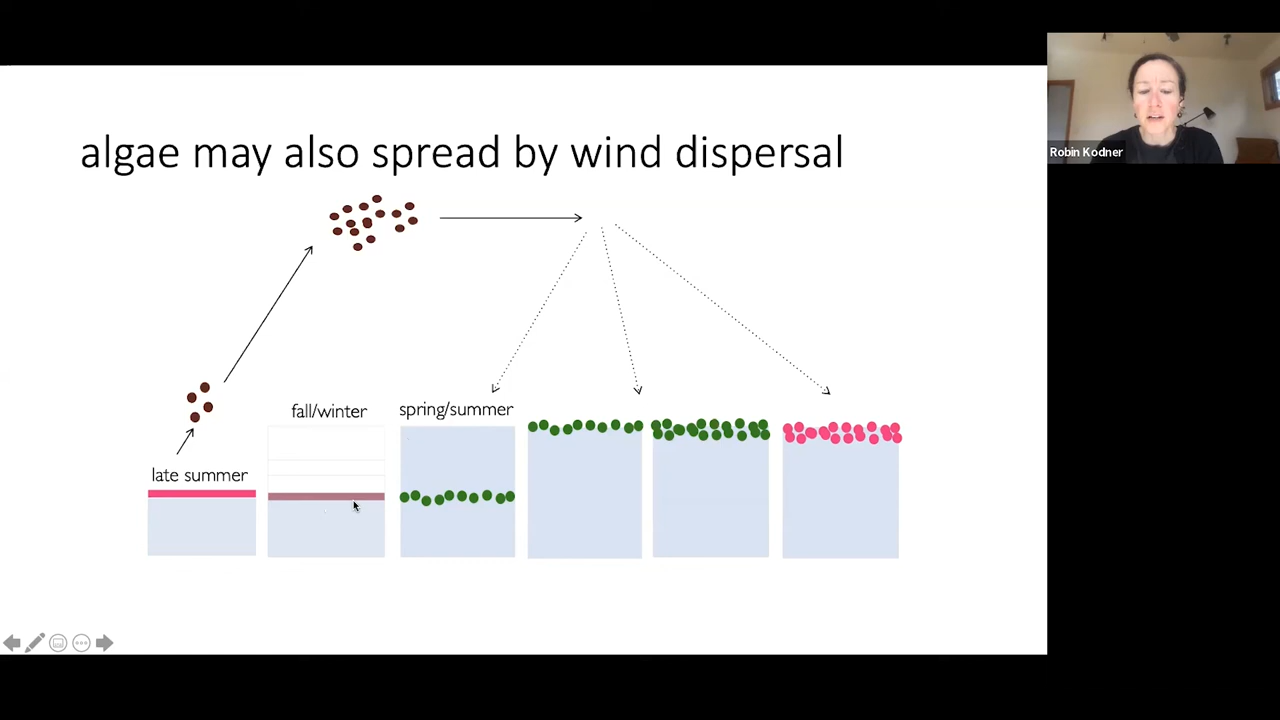 algae may also spread by wind dispersal
Robin Kodner
fall/winter
spring/summer
late summer